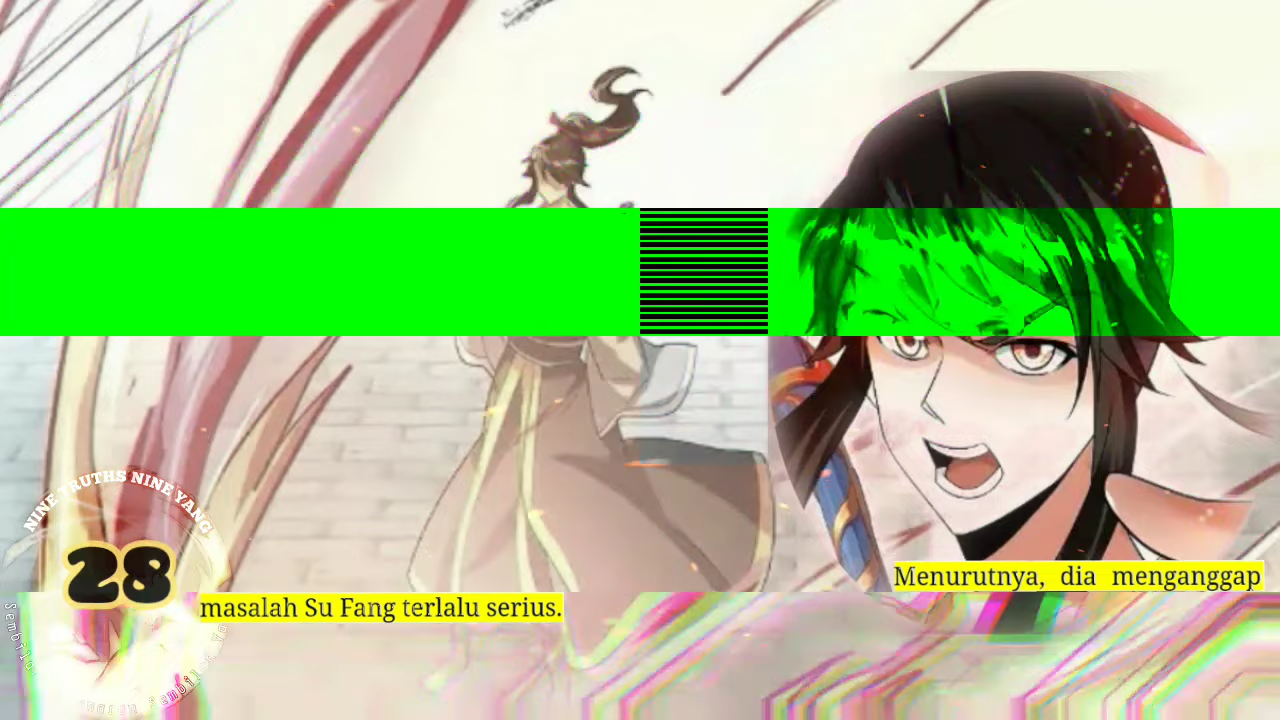 NINE TRUTHS NINE YANG
28
Menurutnya, dia menganggap
masalah Su Fang terlalu serius.